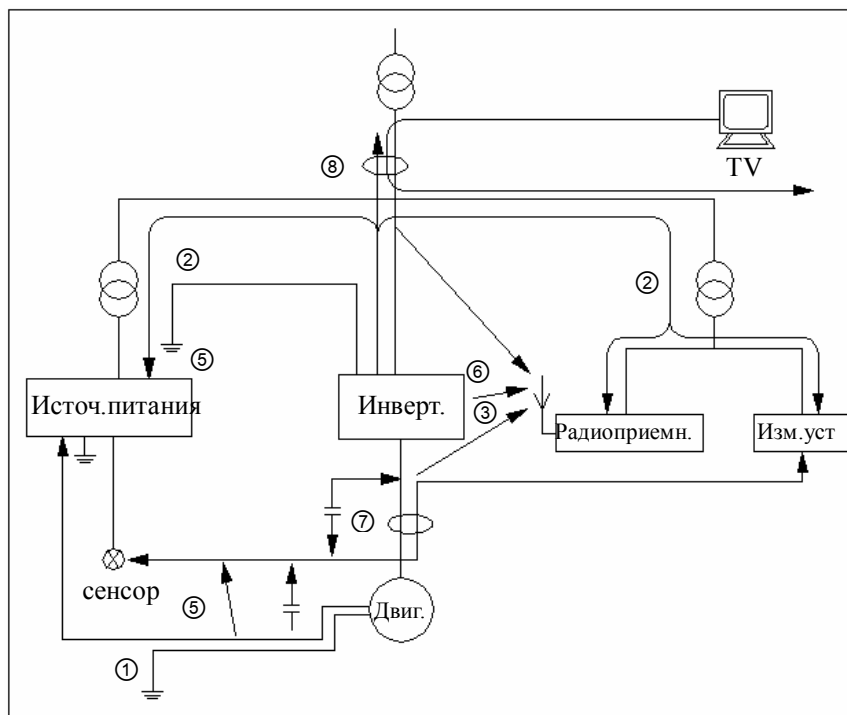 TV
⑧
②
②
⑤
⑥
Источ.питания
Инверт.
③
Радиоприемн.
Изм.уст
⑦
сенсор
⑤
Двиг.
①